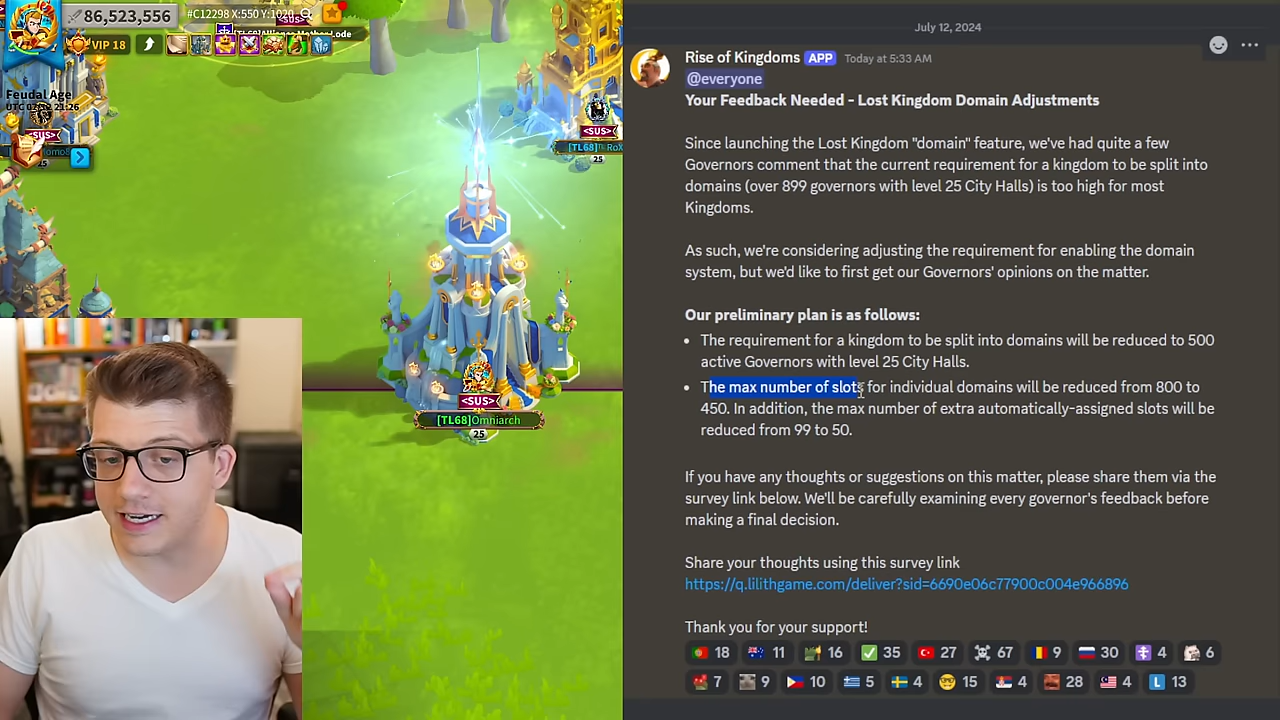 86,523,556
#C12298 X:550 Y:1020
VIP 18
[TL68]Alliance Mother Lode
Feudal Age
<SUS>
<SUS>
25
<SUS>
[TL68]Omniarch
25
July 12, 2024
Rise of Kingdoms APP Today at 5:33 AM
@everyone
Your Feedback Needed - Lost Kingdom Domain Adjustments
Since launching the Lost Kingdom "domain" feature, we've had quite a few
Governors comment that the current requirement for a kingdom to be split into
domains (over 899 governors with level 25 City Halls) is too high for most
Kingdoms.
As such, we're considering adjusting the requirement for enabling the domain
system, but we'd like to first get our Governors' opinions on the matter.
Our preliminary plan is as follows:
• The requirement for a kingdom to be split into domains will be reduced to 500
active Governors with level 25 City Halls.
• The max number of slots for individual domains will be reduced from 800 to
450. In addition, the max number of extra automatically-assigned slots will be
reduced from 99 to 50.
If you have any thoughts or suggestions on this matter, please share them via the
survey link below. We'll be carefully examining every governor's feedback before
making a final decision.
Share your thoughts using this survey link
https://q.lilithgame.com/deliver?sid=6690e06c77900c004e966896
Thank you for your support!
18 11 16 35 27 67 9 30 4 6
7 9 10 5 4 15 4 28 4 L 13